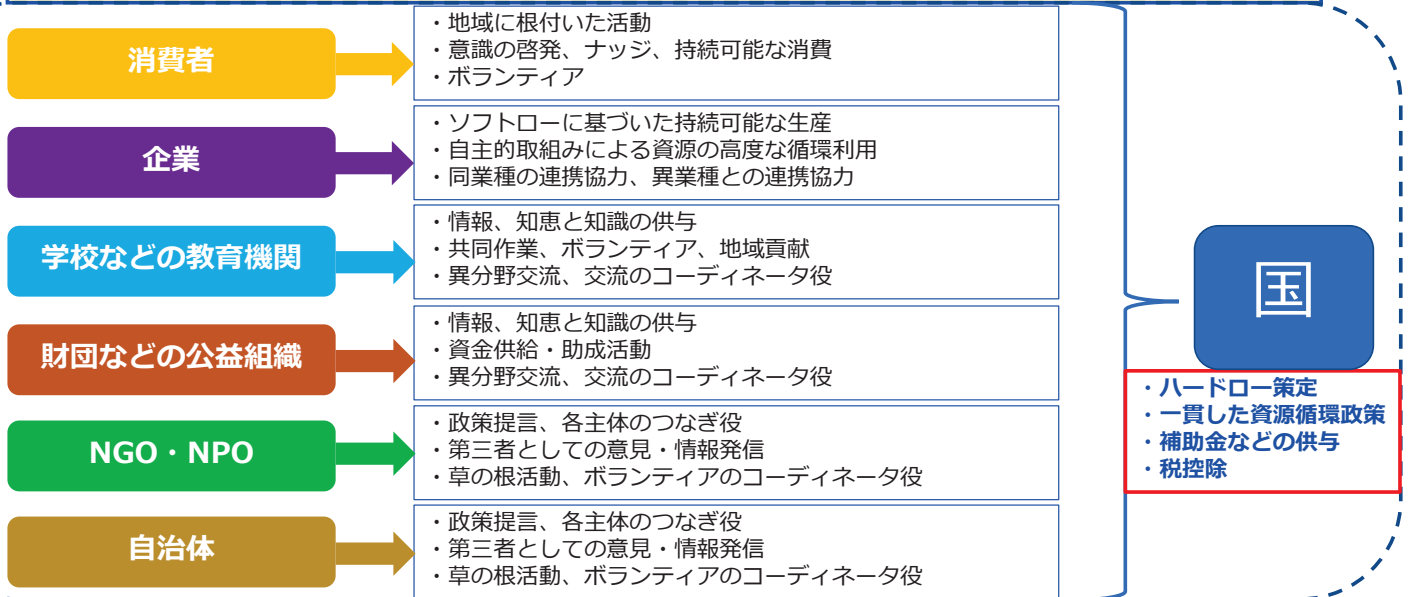 消費者
・地域に根付いた活動
・意識の啓発、ナッジ、持続可能な消費
・ボランティア
企業
・ソフトローに基づいた持続可能な生産
・自主的取組みによる資源の高度な循環利用
・同業種の連携協力、異業種との連携協力
学校などの教育機関
・情報、知恵と知識の供与
・共同作業、ボランティア、地域貢献
・異分野交流、交流のコーディネータ役
財団などの公益組織
・情報、知恵と知識の供与
・資金供給・助成活動
・異分野交流、交流のコーディネータ役
NGO・NPO
・政策提言、各主体のつなぎ役
・第三者としての意見・情報発信
・草の根活動、ボランティアのコーディネータ役
自治体
・政策提言、各主体のつなぎ役
・第三者としての意見・情報発信
・草の根活動、ボランティアのコーディネータ役
国
・ハードロー策定
・一貫した資源循環政策
・補助金などの供与
・税控除